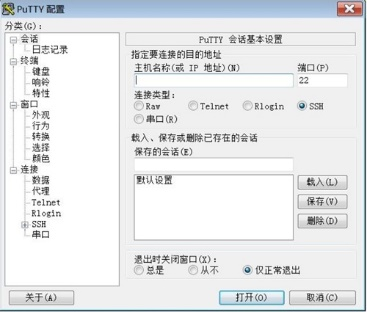 PuTTY 配置
分类(G):
会话
日志记录
终端
键盘
响铃
特性
窗口
外观
行为
转换
选择
颜色
连接
数据
代理
Telnet
Rlogin
SSH
串口
PuTTY 会话基本设置
指定要连接的目的地址
主机名称(或 IP 地址)(N) 端口(P)
22
连接类型:
Raw Telnet Rlogin SSH
串口(R)
载入、保存或删除已存在的会话
保存的会话(E)
默认设置
载入(L)
保存(V)
删除(D)
退出时关闭窗口(X):
总是 从不 仅正常退出
关于(A) 打开(O) 取消(C)